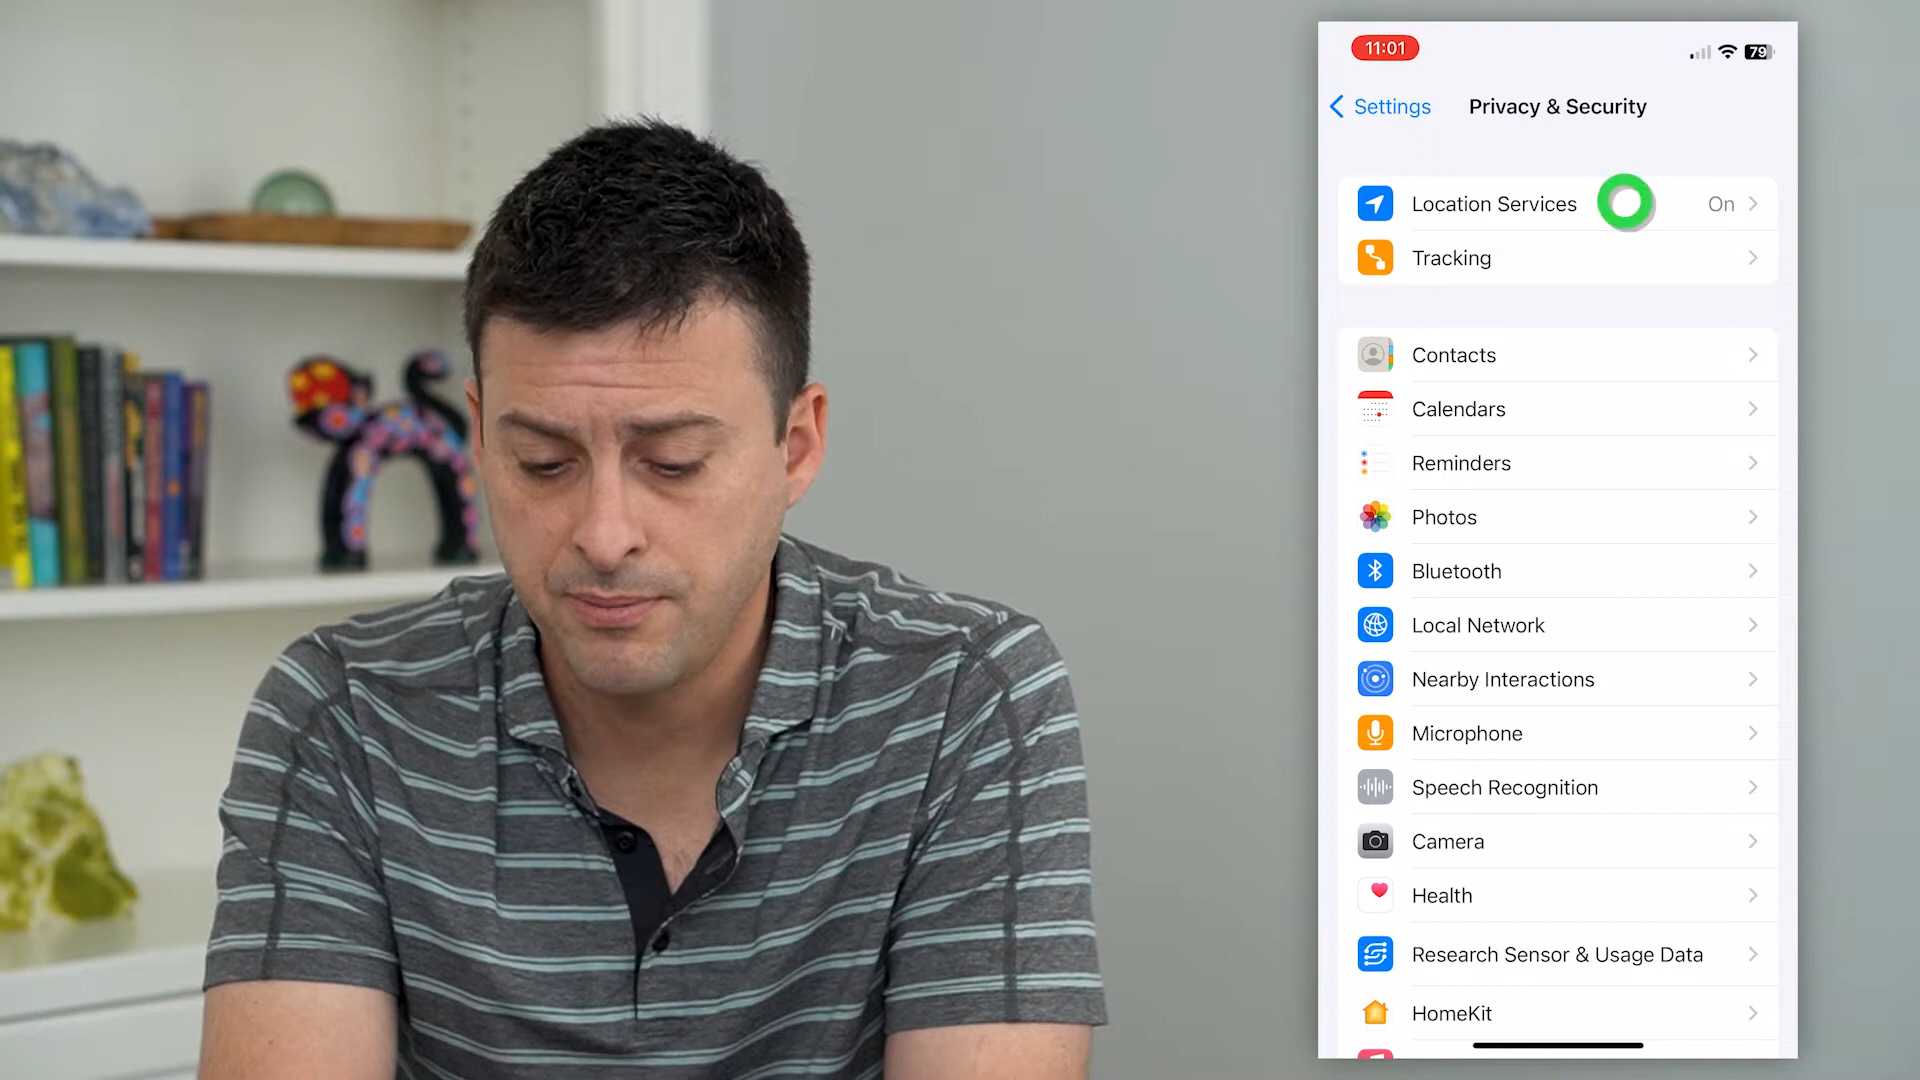 11:01
79
Settings
Privacy & Security
Location Services
On
Tracking
Contacts
Calendars
Reminders
Photos
Bluetooth
Local Network
Nearby Interactions
Microphone
Speech Recognition
Camera
Health
Research Sensor & Usage Data
HomeKit